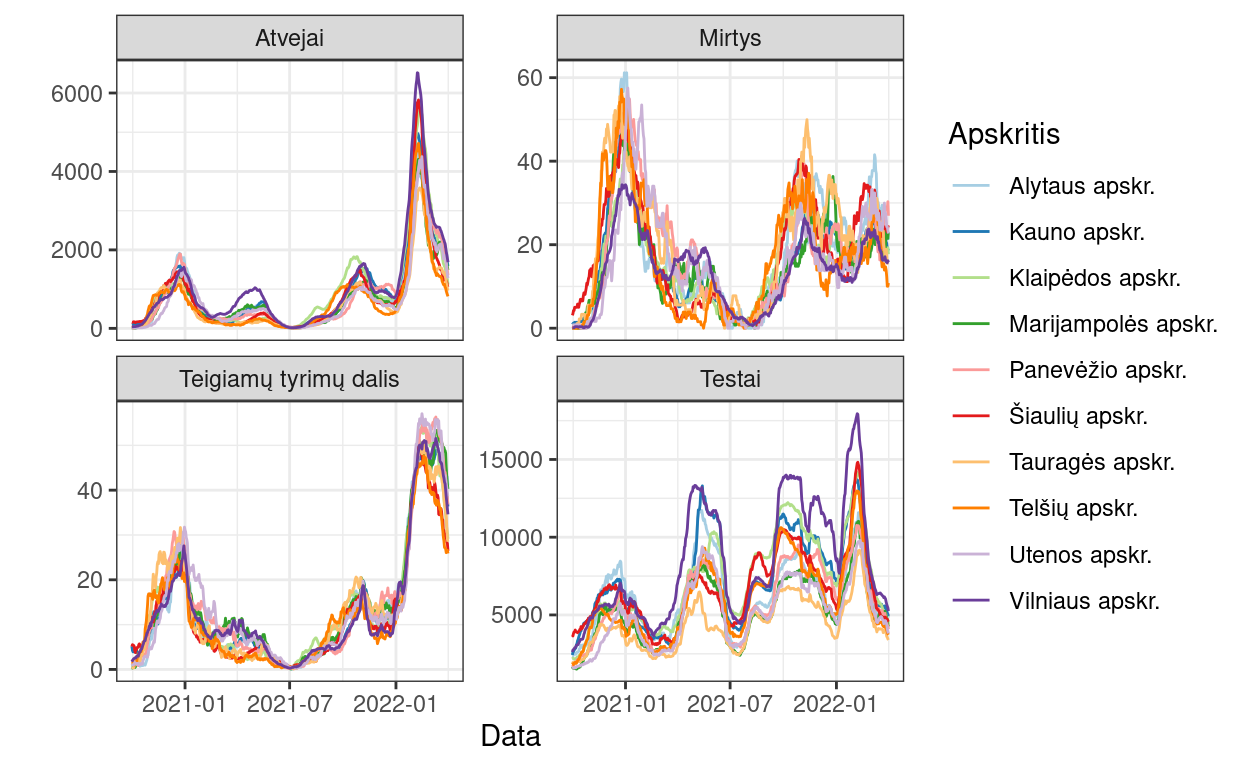 Atvejai
Mirtys
6000
4000
2000
0
60
40
20
0
Teigiamų tyrimų dalis
Testai
40
20
0
15000
10000
5000
2021-01 2021-07 2022-01
2021-01 2021-07 2022-01
Data
Apskritis
Alytaus apskr.
Kauno apskr.
Klaipėdos apskr.
Marijampolės apskr.
Panevėžio apskr.
Šiaulių apskr.
Tauragės apskr.
Telšių apskr.
Utenos apskr.
Vilniaus apskr.